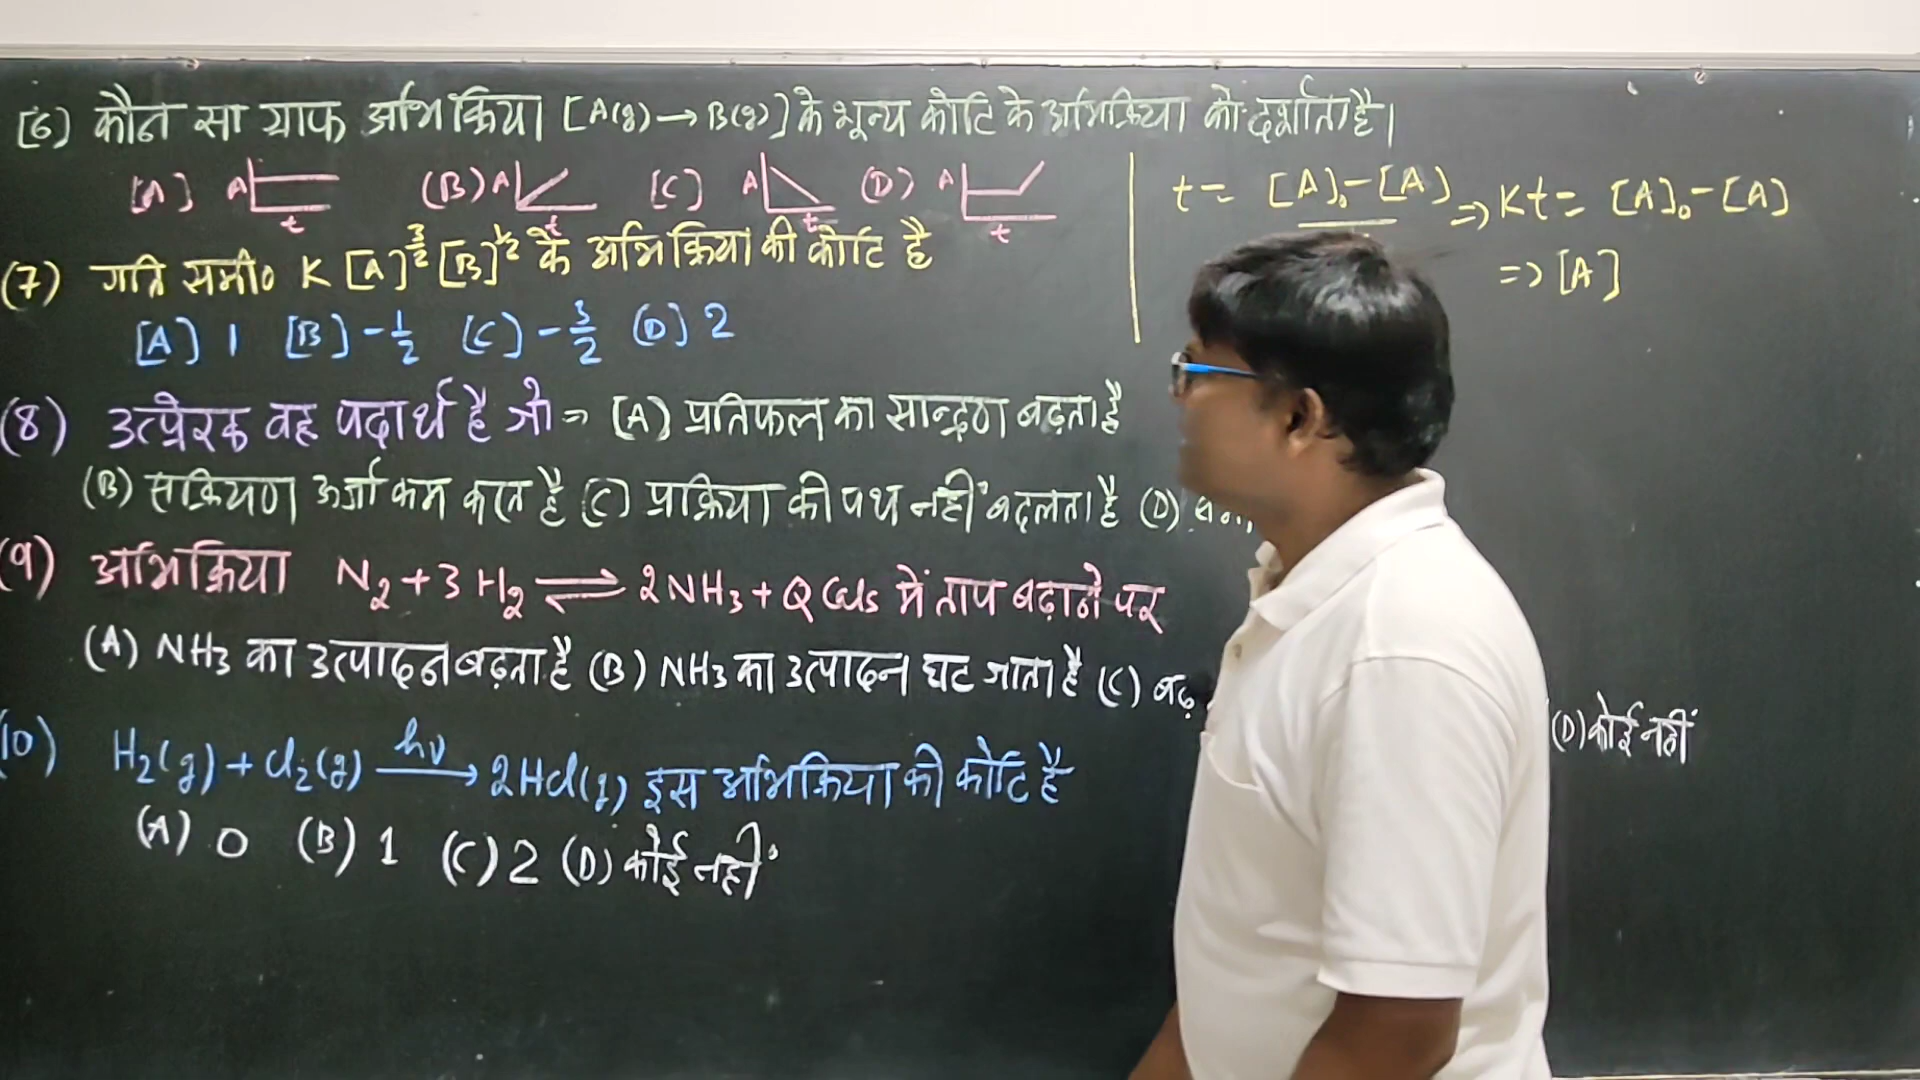 [6] कौन सा ग्राफ अभिक्रिया [A(g) → B(g)] के शून्य कोटि के अभिक्रिया को दर्शाता है।
[A] A t (B) A t [C] A t (D) A t
t = [A]₀-[A] => Kt = [A]₀-[A]
=> [A]
(7) गति समी० K [A]^3/2 [B]^1/2 के अभिक्रिया की कोटि है
[A] 1 [B] -1/2 [C] -3/2 (D) 2
(8) उत्प्रेरक वह पदार्थ है जो => [A) प्रतिफल का सान्द्रण बढ़ता है
(B) सक्रियण ऊर्जा कम करता है (C) प्रक्रिया की पथ नहीं बदलता है (D)
(9) अभिक्रिया N₂+3H₂ ⇌ 2NH₃+Q Cals में ताप बढ़ाने पर
(A) NH₃ का उत्पादन बढ़ता है (B) NH₃ का उत्पादन घट जाता है (C) बढ़ (D) कोई नहीं
(10) H₂(g)+Cl₂(g) hν → 2HCl(g) इस अभिक्रिया की कोटि है
(A) 0 (B) 1 (C) 2 (D) कोई नहीं